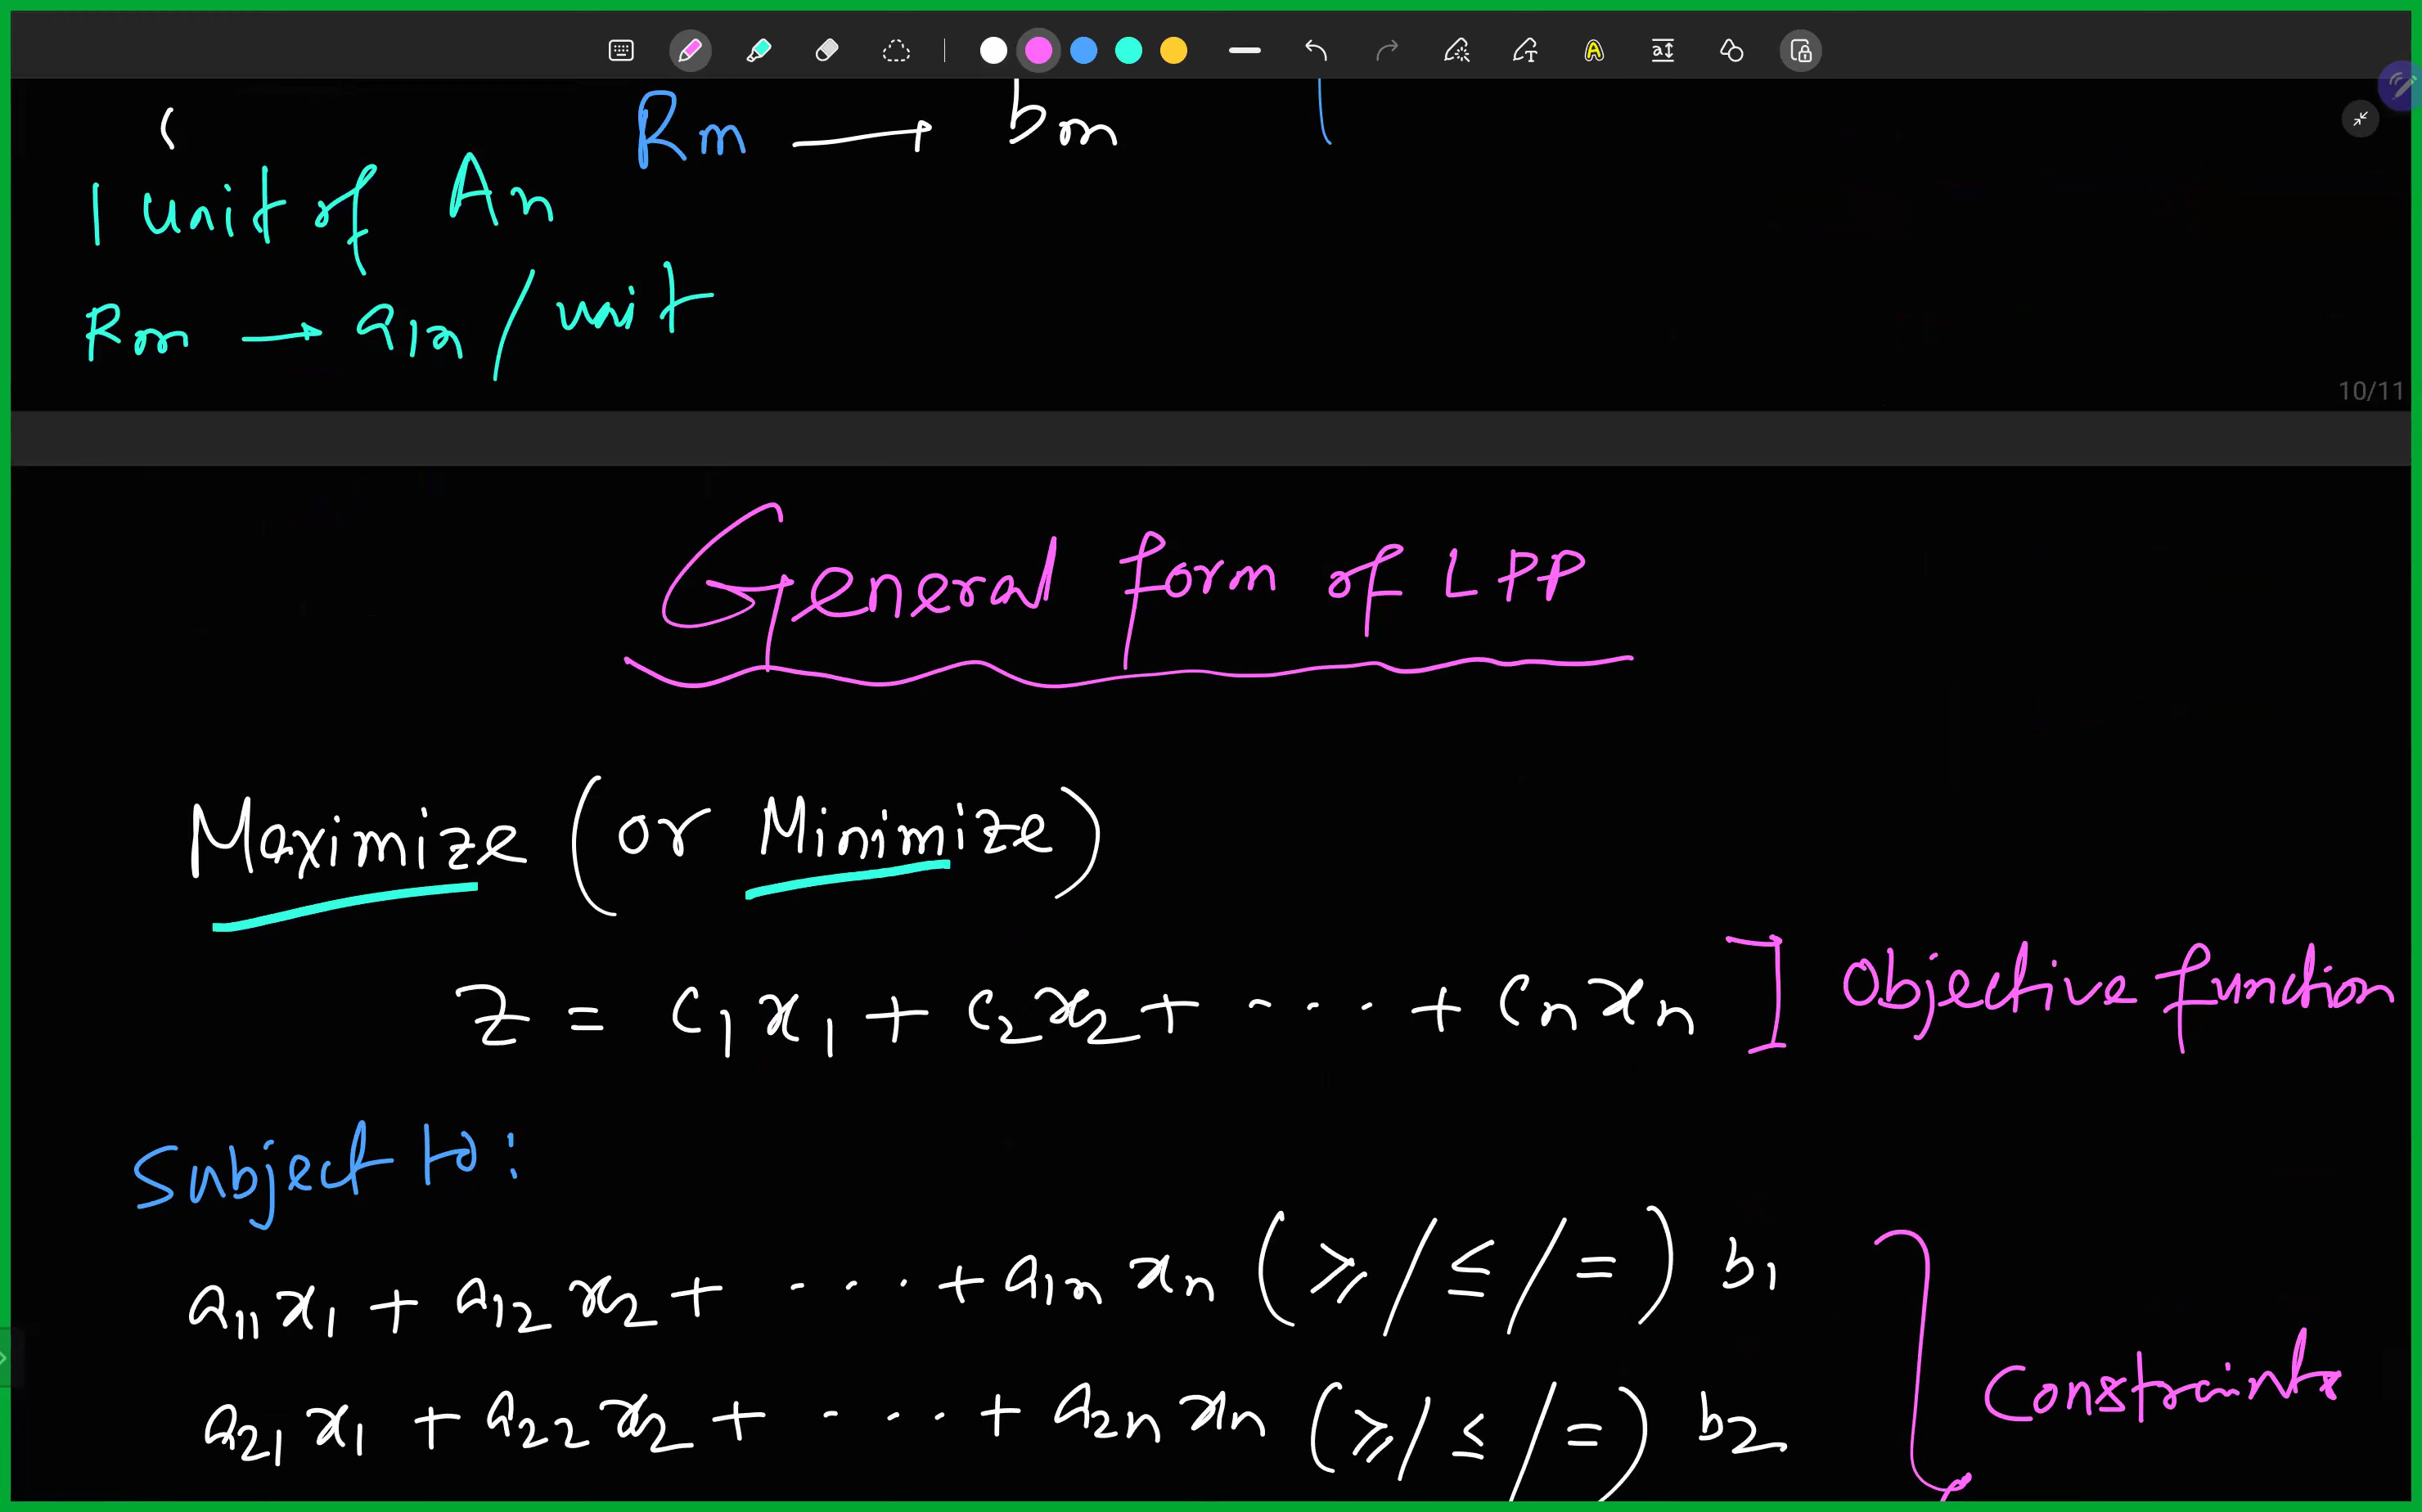 Rm → bm
1 unit of An
Rm → a1n/unit
10/11
General form of LPP
Maximize (or Minimize)
Z = c1x1 + c2x2 + ..... + cnxn ] Objective function
Subject to:
a11x1 + a12x2 + ..... + a1nxn (≥/≤/=) b1
a21x1 + a22x2 + ..... + a2nxn (≥/≤/=) b2
Constraints